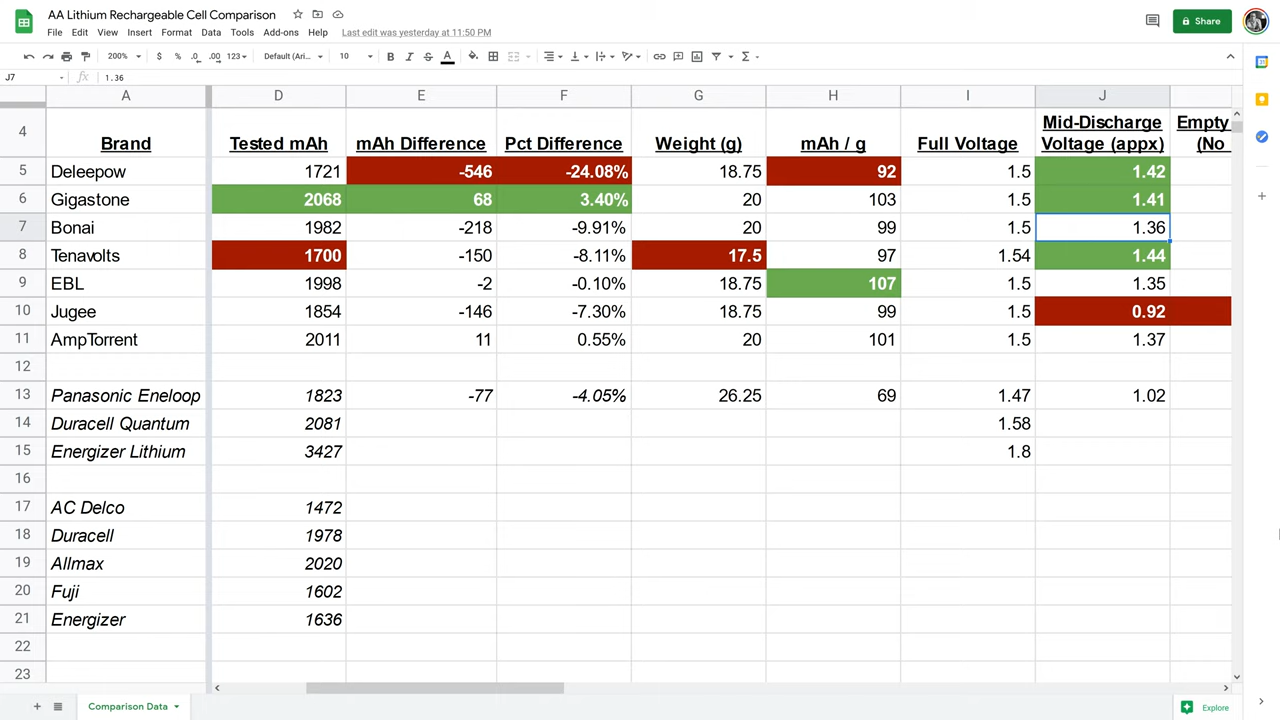 AA Lithium Rechargeable Cell Comparison
File Edit View Insert Format Data Tools Add-ons Help Last edit was yesterday at 11:50 PM
Share
200% $ % .0 .00 123 Default (Ari... 10 B I S A
J7 fx 1.36
A D E F G H I J
4 Brand Tested mAh mAh Difference Pct Difference Weight (g) mAh / g Full Voltage Mid-Discharge Voltage (appx) Empty (No
5 Deleepow 1721 -546 -24.08% 18.75 92 1.5 1.42
6 Gigastone 2068 68 3.40% 20 103 1.5 1.41
7 Bonai 1982 -218 -9.91% 20 99 1.5 1.36
8 Tenavolts 1700 -150 -8.11% 17.5 97 1.54 1.44
9 EBL 1998 -2 -0.10% 18.75 107 1.5 1.35
10 Jugee 1854 -146 -7.30% 18.75 99 1.5 0.92
11 AmpTorrent 2011 11 0.55% 20 101 1.5 1.37
12
13 Panasonic Eneloop 1823 -77 -4.05% 26.25 69 1.47 1.02
14 Duracell Quantum 2081 1.58
15 Energizer Lithium 3427 1.8
16
17 AC Delco 1472
18 Duracell 1978
19 Allmax 2020
20 Fuji 1602
21 Energizer 1636
22
23
Comparison Data
Explore